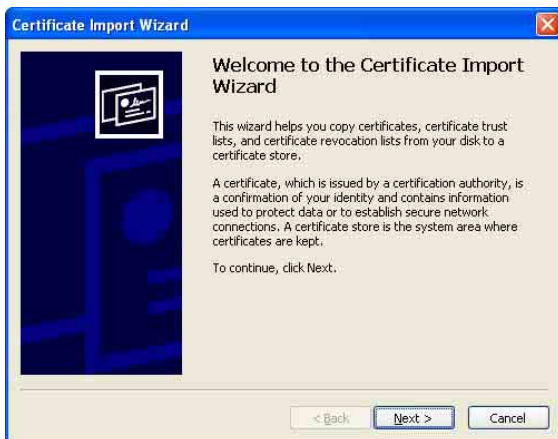 Certificate Import Wizard
Welcome to the Certificate Import
Wizard
This wizard helps you copy certificates, certificate trust
lists, and certificate revocation lists from your disk to a
certificate store.
A certificate, which is issued by a certification authority, is
a confirmation of your identity and contains information
used to protect data or to establish secure network
connections. A certificate store is the system area where
certificates are kept.
To continue, click Next.
< Back
Next >
Cancel